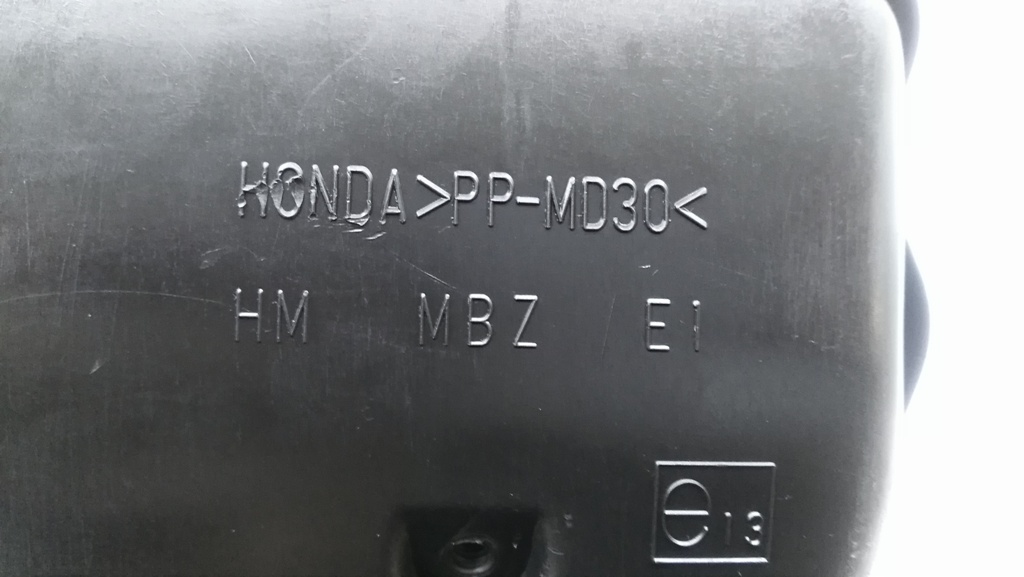 HONDA>PP-MD30<
HM MBZ E1
e13